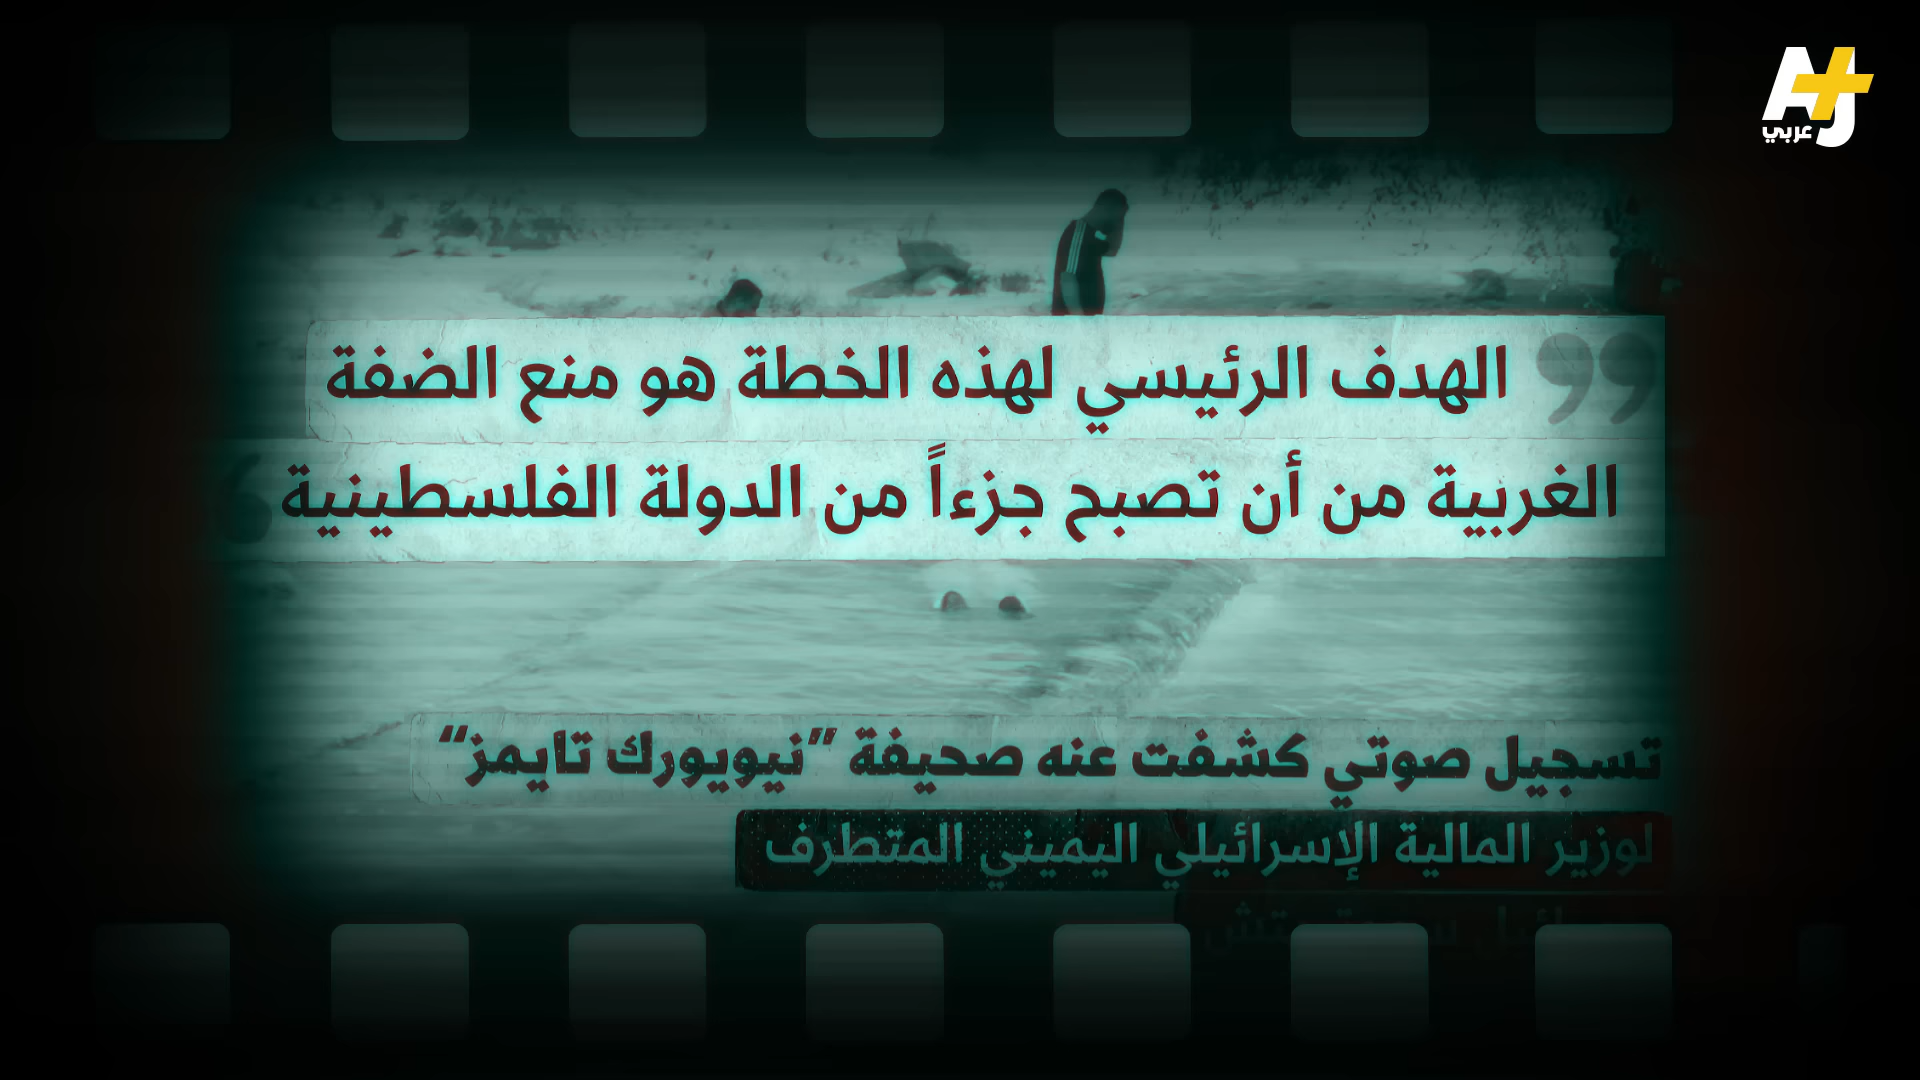 عربي
الهدف الرئيسي لهذه الخطة هو منع الضفة
الغربية من أن تصبح جزءاً من الدولة الفلسطينية
تسجيل صوتي كشفت عنه صحيفة ”نيويورك تايمز“
لوزير المالية الإسرائيلي اليميني المتطرف